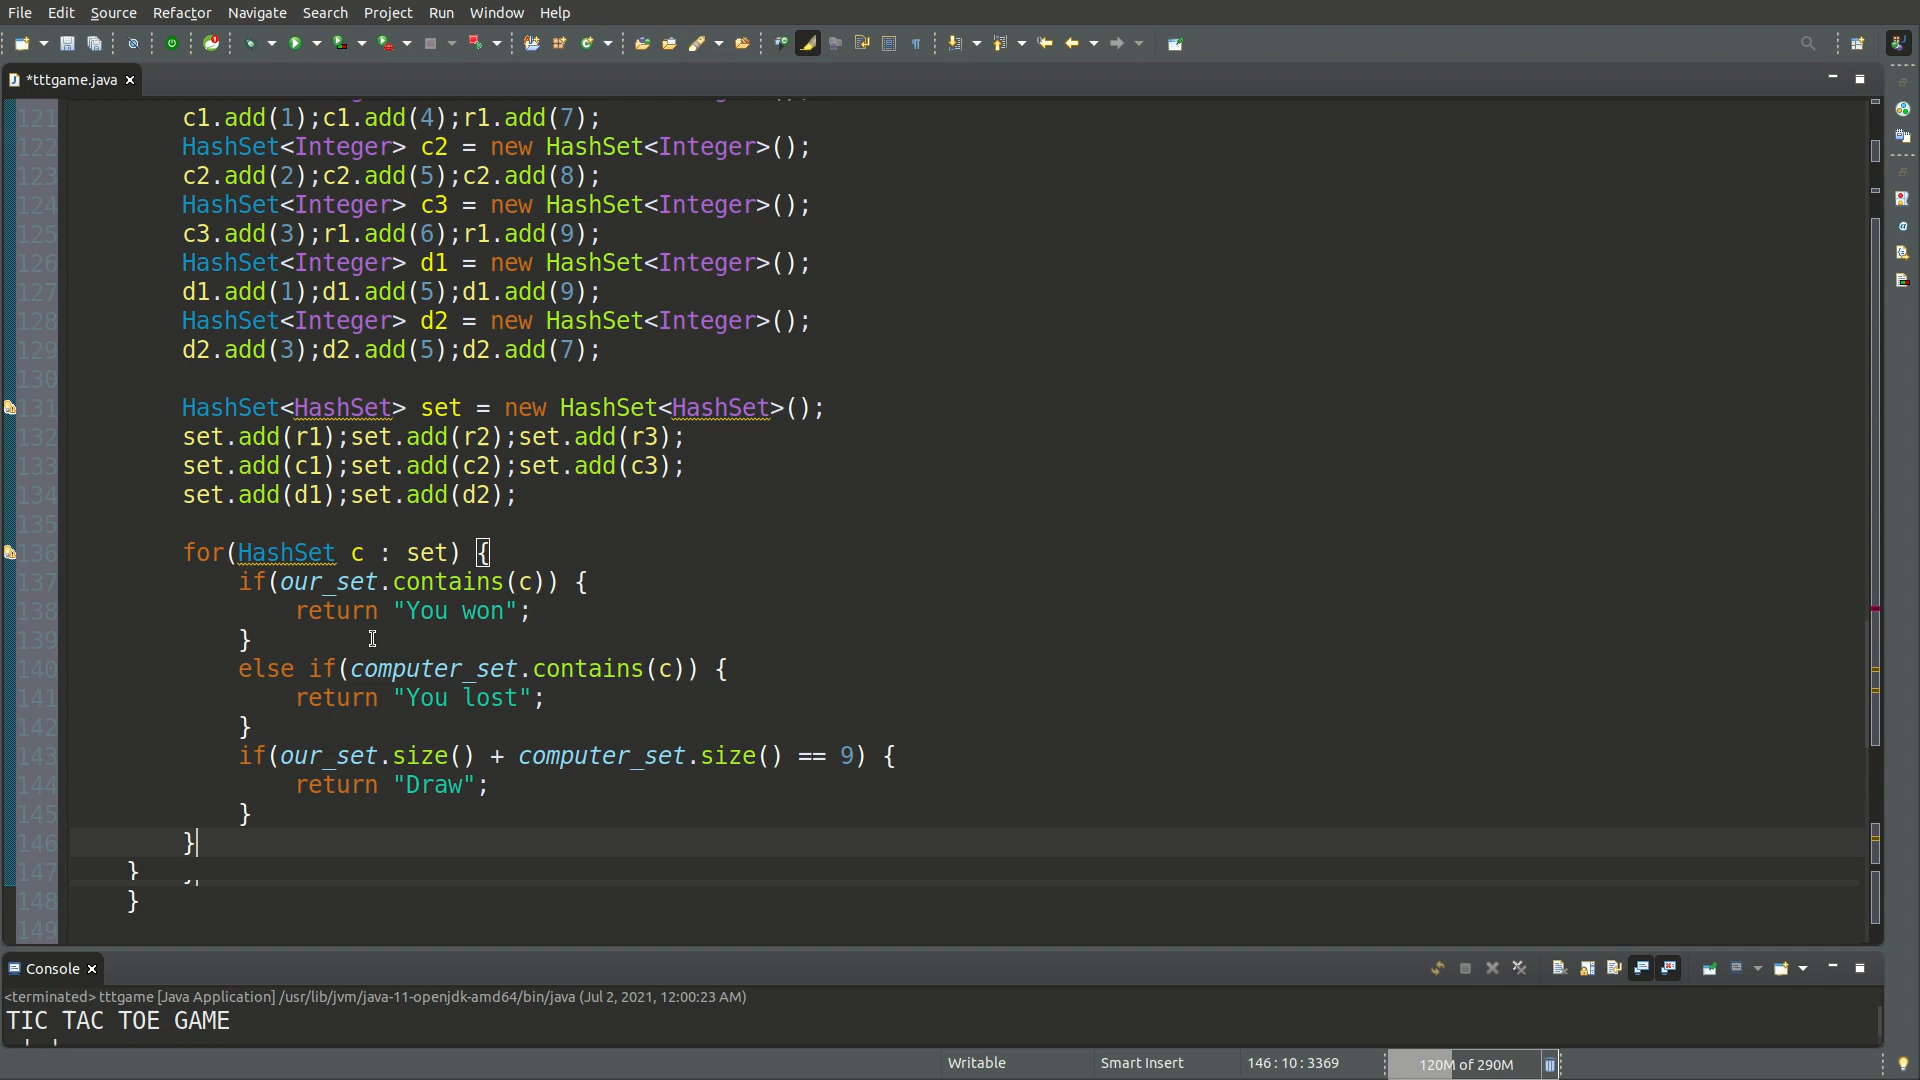 File Edit Source Refactor Navigate Search Project Run Window Help
*tttgame.java
121 c1.add(1);c1.add(4);r1.add(7);
122 HashSet<Integer> c2 = new HashSet<Integer>();
123 c2.add(2);c2.add(5);c2.add(8);
124 HashSet<Integer> c3 = new HashSet<Integer>();
125 c3.add(3);r1.add(6);r1.add(9);
126 HashSet<Integer> d1 = new HashSet<Integer>();
127 d1.add(1);d1.add(5);d1.add(9);
128 HashSet<Integer> d2 = new HashSet<Integer>();
129 d2.add(3);d2.add(5);d2.add(7);
130
131 HashSet<HashSet> set = new HashSet<HashSet>();
132 set.add(r1);set.add(r2);set.add(r3);
133 set.add(c1);set.add(c2);set.add(c3);
134 set.add(d1);set.add(d2);
135
136 for(HashSet c : set) {
137 if(our_set.contains(c)) {
138 return "You won";
139 }
140 else if(computer_set.contains(c)) {
141 return "You lost";
142 }
143 if(our_set.size() + computer_set.size() == 9) {
144 return "Draw";
145 }
146 }
147 }
148 }
149
Console
<terminated> tttgame [Java Application] /usr/lib/jvm/java-11-openjdk-amd64/bin/java (Jul 2, 2021, 12:00:23 AM)
TIC TAC TOE GAME
Writable Smart Insert 146 : 10 : 3369 120M of 290M